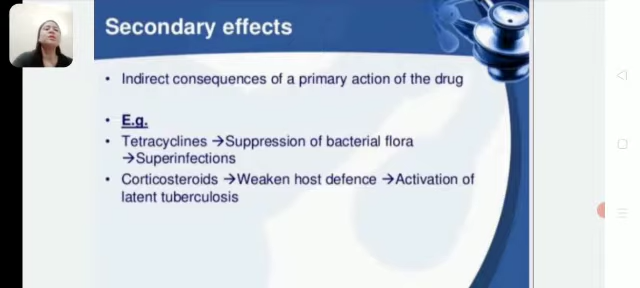 Secondary effects
• Indirect consequences of a primary action of the drug
• E.g.
• Tetracyclines →Suppression of bacterial flora
→Superinfections
• Corticosteroids →Weaken host defence →Activation of
latent tuberculosis